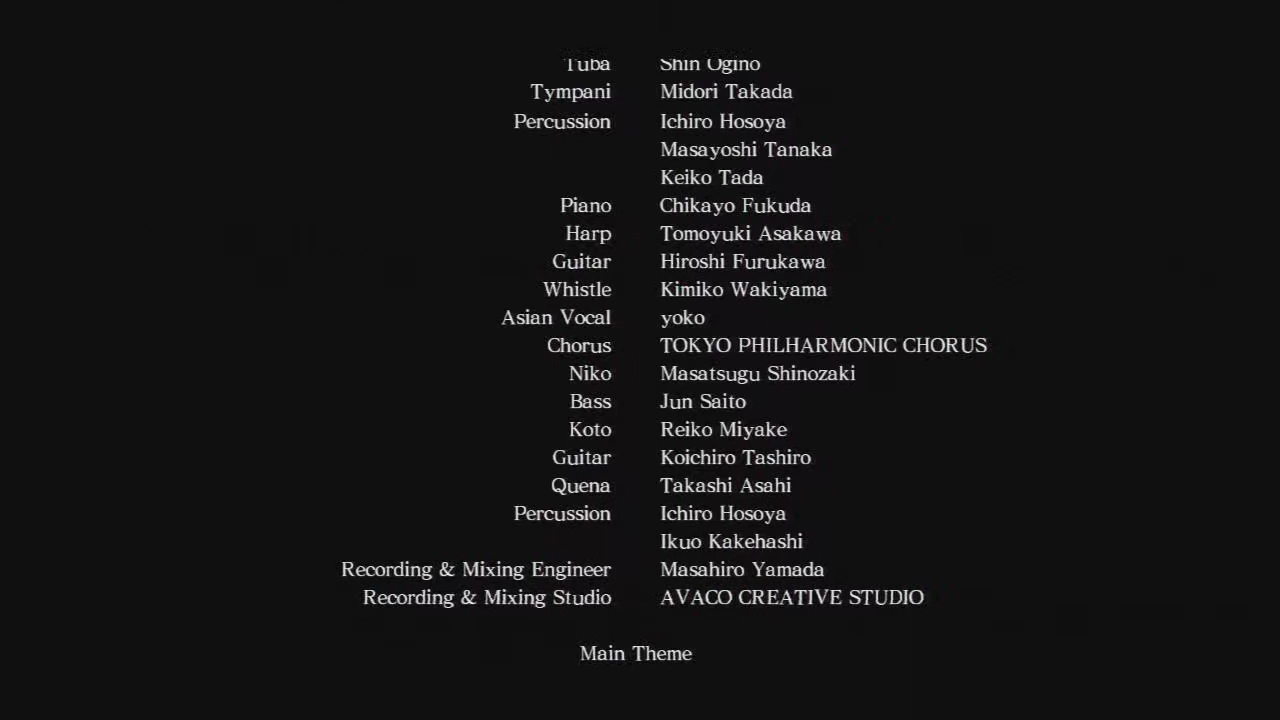 Tuba Shin Ogino
Tympani Midori Takada
Percussion Ichiro Hosoya
Masayoshi Tanaka
Keiko Tada
Piano Chikayo Fukuda
Harp Tomoyuki Asakawa
Guitar Hiroshi Furukawa
Whistle Kimiko Wakiyama
Asian Vocal yoko
Chorus TOKYO PHILHARMONIC CHORUS
Niko Masatsugu Shinozaki
Bass Jun Saito
Koto Reiko Miyake
Guitar Koichiro Tashiro
Quena Takashi Asahi
Percussion Ichiro Hosoya
Ikuo Kakehashi
Recording & Mixing Engineer Masahiro Yamada
Recording & Mixing Studio AVACO CREATIVE STUDIO
Main Theme